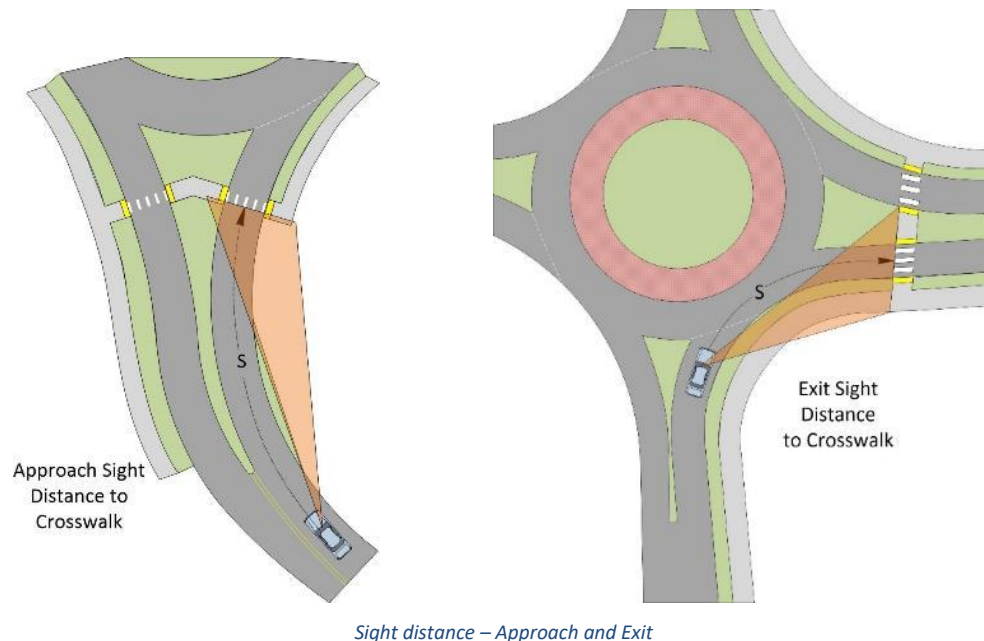 S
Approach Sight
Distance to
Crosswalk
S
Exit Sight
Distance
to Crosswalk
Sight distance – Approach and Exit